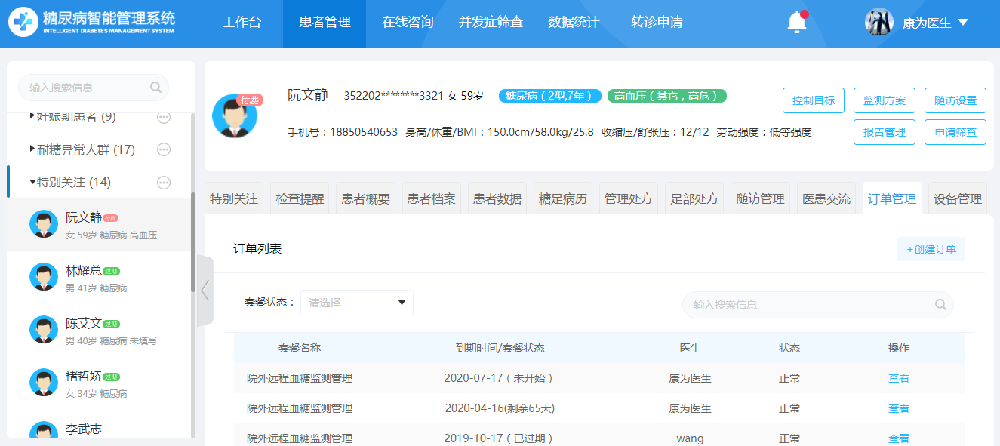 糖尿病智能管理系统
INTELLIGENT DIABETES MANAGEMENT SYSTEM
工作台 患者管理 在线咨询 并发症筛查 数据统计 转诊申请
康为医生
输入搜索信息
妊娠期患者 (9)
耐糖异常人群 (17)
特别关注 (14)
阮文静 付费
女 59岁 糖尿病 高血压
林耀总 过期
男 41岁 糖尿病
陈艾文 过期
男 40岁 糖尿病 未填写
褚哲娇 过期
女 34岁 糖尿病
李武志
付费
阮文静 352202********3321 女 59岁 糖尿病（2型,7年） 高血压（其它，高危）
手机号：18850540653 身高/体重/BMI：150.0cm/58.0kg/25.8 收缩压/舒张压：12/12 劳动强度：低等强度
控制目标 监测方案 随访设置
报告管理 申请筛查
特别关注 检查提醒 患者概要 患者档案 患者数据 糖足病历 管理处方 足部处方 随访管理 医患交流 订单管理 设备管理
订单列表
+创建订单
套餐状态： 请选择
输入搜索信息
套餐名称 到期时间/套餐状态 医生 状态 操作
院外远程血糖监测管理 2020-07-17（未开始） 康为医生 正常 查看
院外远程血糖监测管理 2020-04-16(剩余65天) 康为医生 正常 查看
院外远程血糖监测管理 2019-10-17（已过期） wang 正常 查看